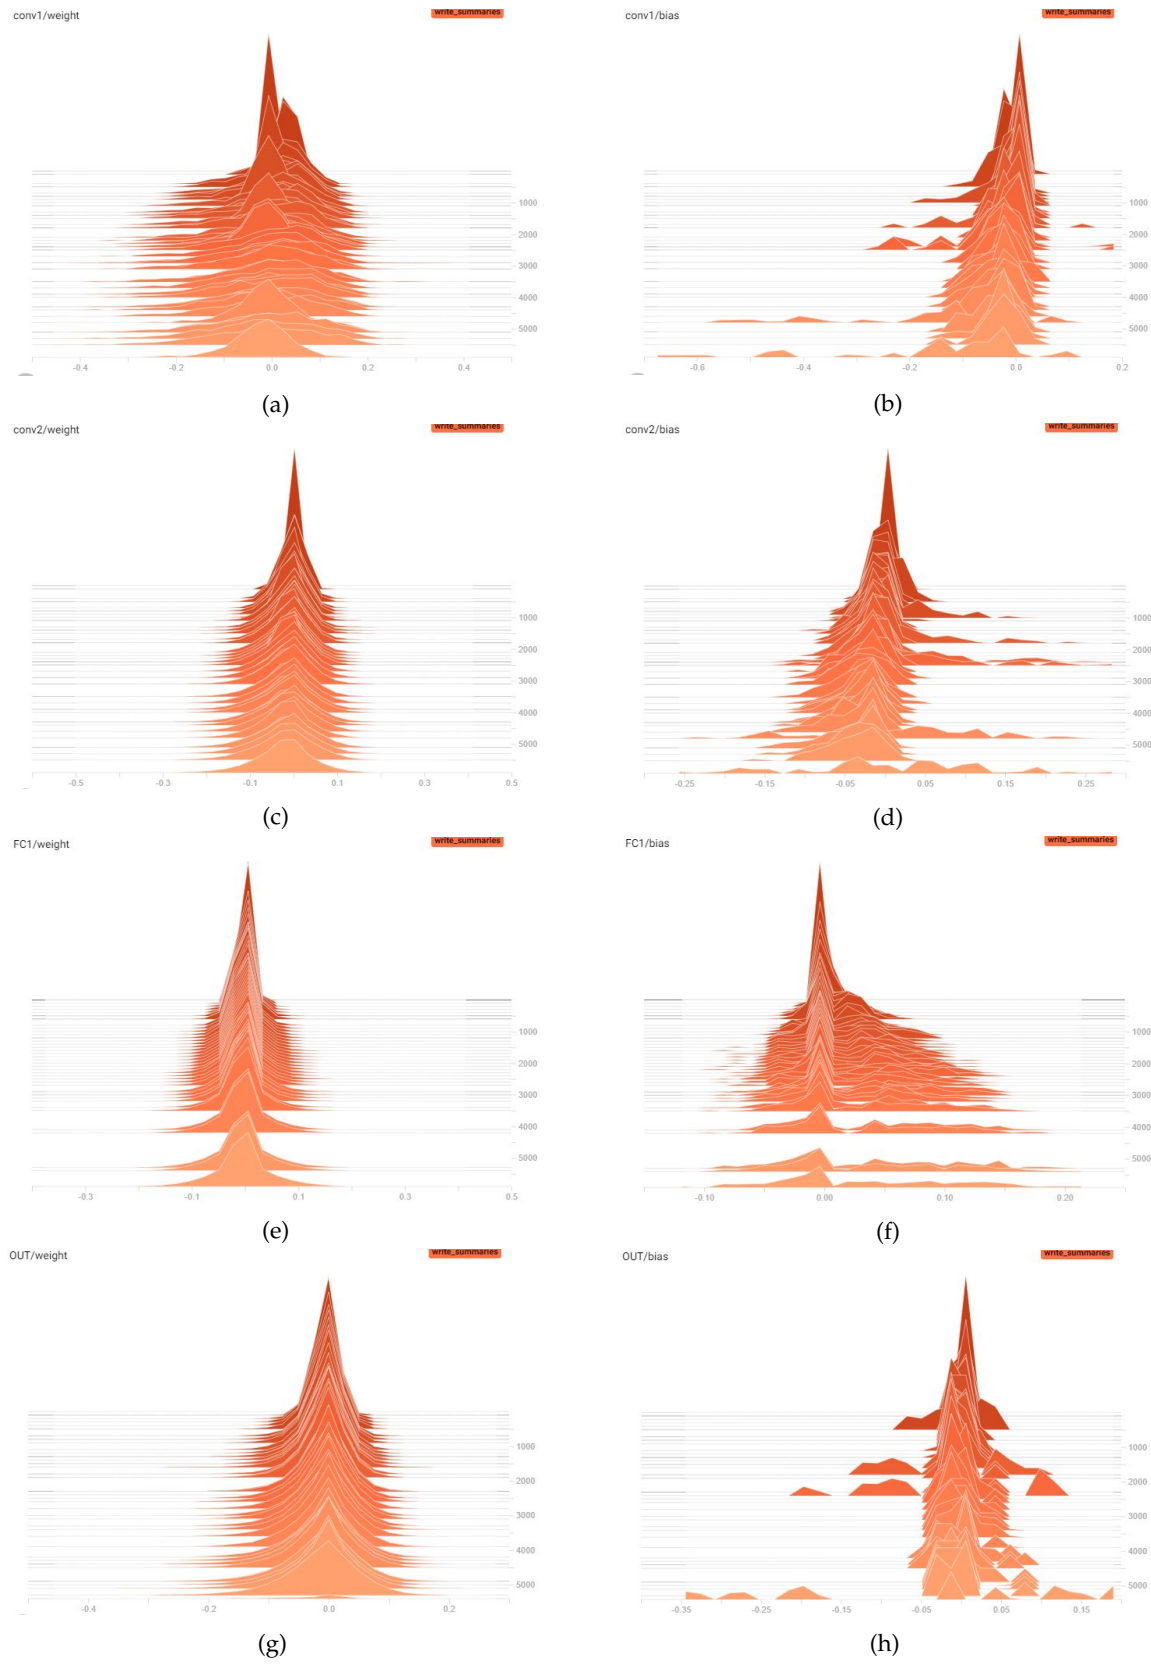 conv1/weight write_summaries
1000
2000
3000
4000
5000
-0.4 -0.2 0.0 0.2 0.4
(a)
conv1/bias write_summaries
1000
2000
3000
4000
5000
-0.6 -0.4 -0.2 0.0 0.2
(b)
conv2/weight write_summaries
1000
2000
3000
4000
5000
-0.5 -0.3 -0.1 0.1 0.3 0.5
(c)
conv2/bias write_summaries
1000
2000
3000
4000
5000
-0.25 -0.15 -0.05 0.05 0.15 0.25
(d)
FC1/weight write_summaries
1000
2000
3000
4000
5000
-0.3 -0.1 0.1 0.3 0.5
(e)
FC1/bias write_summaries
1000
2000
3000
4000
5000
-0.10 0.00 0.10 0.20
(f)
OUT/weight write_summaries
1000
2000
3000
4000
5000
-0.4 -0.2 0.0 0.2
(g)
OUT/bias write_summaries
1000
2000
3000
4000
5000
-0.35 -0.25 -0.15 -0.05 0.05 0.15
(h)